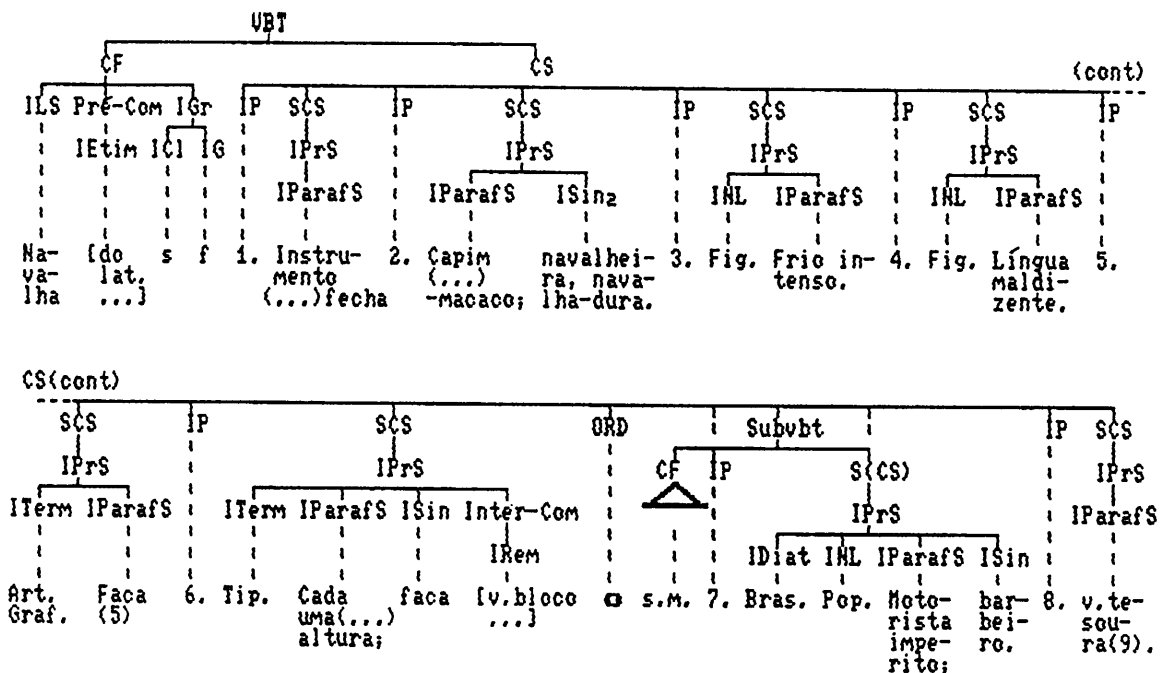 VBT
CF CS (cont)
ILS Pré-Com IGr IP SCS IP SCS IP SCS IP SCS IP
IEtim ICl IG IPrS IPrS IPrS IPrS
IParafS IParafS ISin2 INL IParafS INL IParafS
Na- [do s f 1. Instru- 2. Capim navalhei- 3. Fig. Frio in- 4. Fig. Língua 5.
va- lat. mento (...) ra, nava- tenso. maldi-
lha ...] (...)fecha -macaco; lha-dura. zente.
CS(cont)
SCS IP SCS ORD Subvbt IP SCS
IPrS IPrS CF IP S(CS) IPrS
ITerm IParafS ITerm IParafS ISin Inter-Com IPrS IParafS
IRem IDiat INL IParafS ISin
Art. Faca 6. Tip. Cada faca [v.bloco s.m. 7. Bras. Pop. Moto- bar- 8. v.te-
Graf. (5) uma(...) ...] rista bei- sou-
altura; impe- ro. ra(9).
rito;